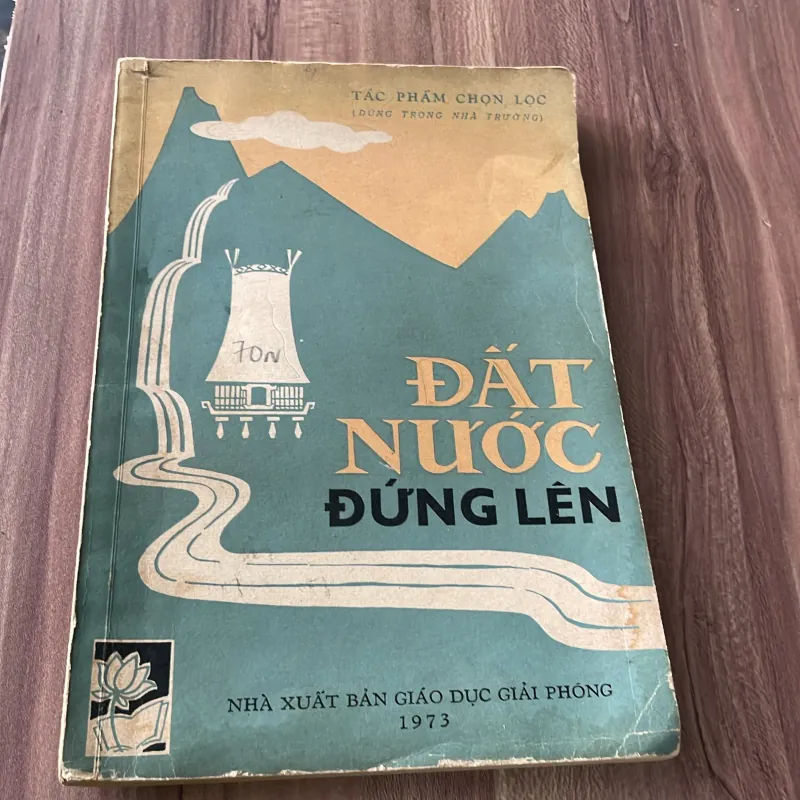 TÁC PHẨM CHỌN LỌC
(DÙNG TRONG NHÀ TRƯỜNG)
70N
ĐẤT
NƯỚC
ĐỨNG LÊN
NHÀ XUẤT BẢN GIÁO DỤC GIẢI PHÓNG
1973